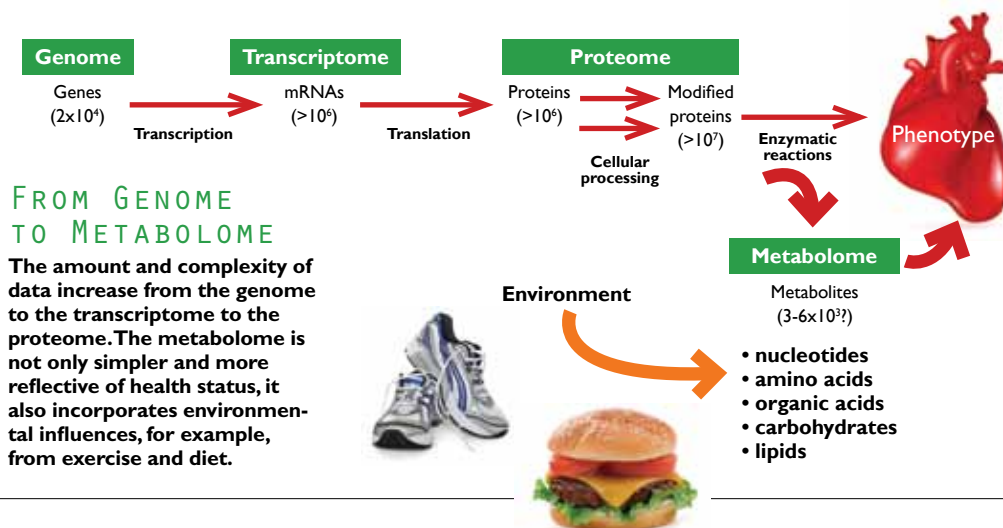 Genome
Transcriptome
Proteome
Genes
(2x10⁴)
Transcription
mRNAs
(>10⁶)
Translation
Proteins
(>10⁶)
Cellular
processing
Modified
proteins
(>10⁷)
Enzymatic
reactions
Phenotype
FROM GENOME
TO METABOLOME
The amount and complexity of
data increase from the genome
to the transcriptome to the
proteome. The metabolome is
not only simpler and more
reflective of health status, it
also incorporates environmen-
tal influences, for example,
from exercise and diet.
Environment
Metabolome
Metabolites
(3-6x10³?)
• nucleotides
• amino acids
• organic acids
• carbohydrates
• lipids